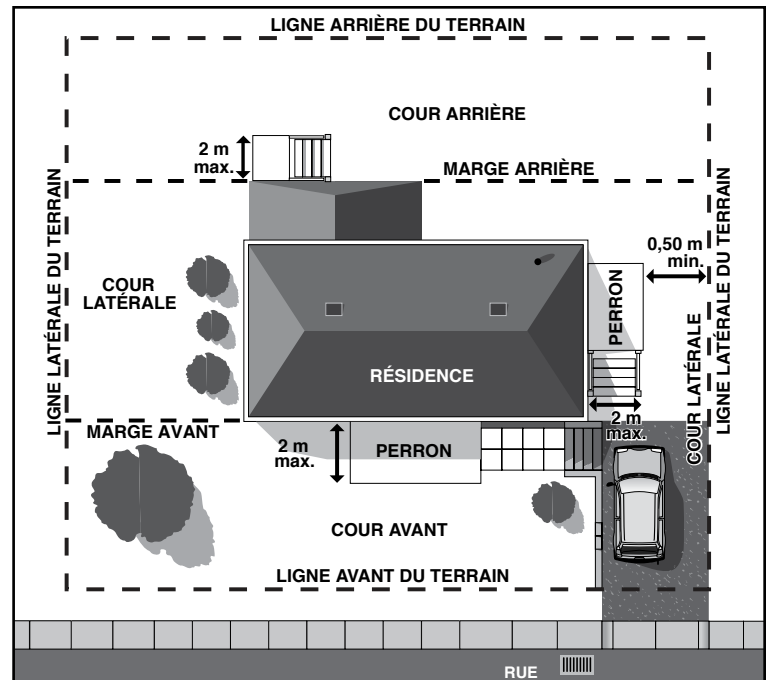 LIGNE ARRIÈRE DU TERRAIN
COUR ARRIÈRE
2 m
max.
MARGE ARRIÈRE
LIGNE LATÉRALE DU TERRAIN
COUR
LATÉRALE
0,50 m
min.
PERRON
COUR LATÉRALE
LIGNE LATÉRALE DU TERRAIN
RÉSIDENCE
2 m
max.
MARGE AVANT
2 m
max.
PERRON
COUR AVANT
LIGNE AVANT DU TERRAIN
RUE